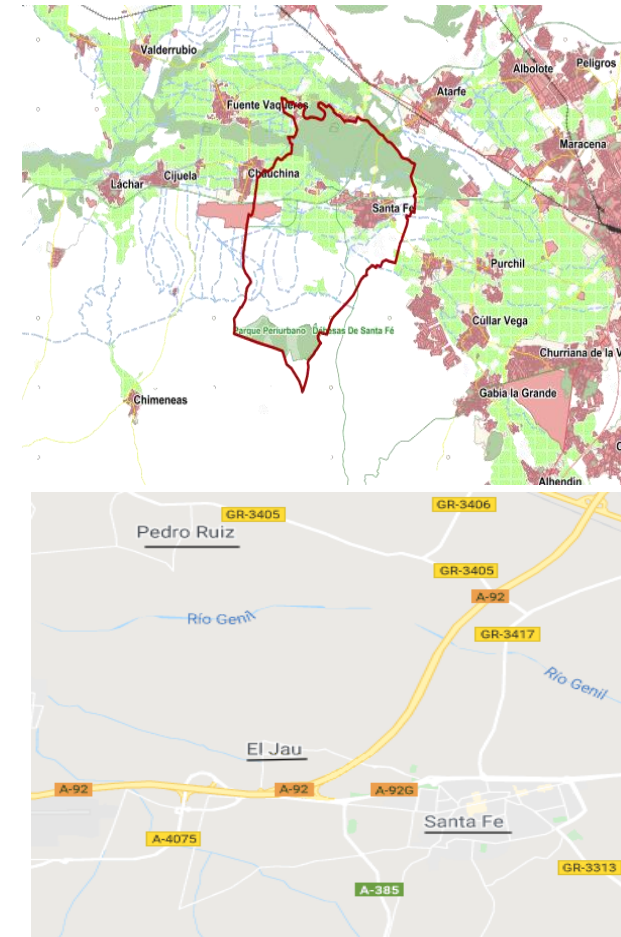 Valderrubio
Peligros
Albolote
Atarfe
Fuente Vaqueros
Maracena
Chauchina
Cijuela
Láchar
Santa Fe
Purchil
Cúllar Vega
Parque Periurbano Dehesas De Santa Fé
Churriana de la V
Gabia la Grande
Chimeneas
Alhendin
GR-3406
GR-3405
Pedro Ruiz
GR-3405
A-92
Río Genil
GR-3417
Río Genil
El Jau
A-92
A-92
A-92G
Santa Fe
A-4075
GR-3313
A-385